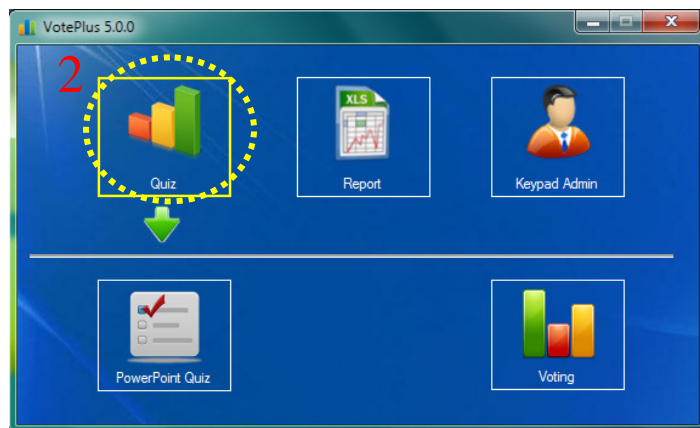 VotePlus 5.0.0
2
XLS
Quiz
Report
Keypad Admin
PowerPoint Quiz
Voting